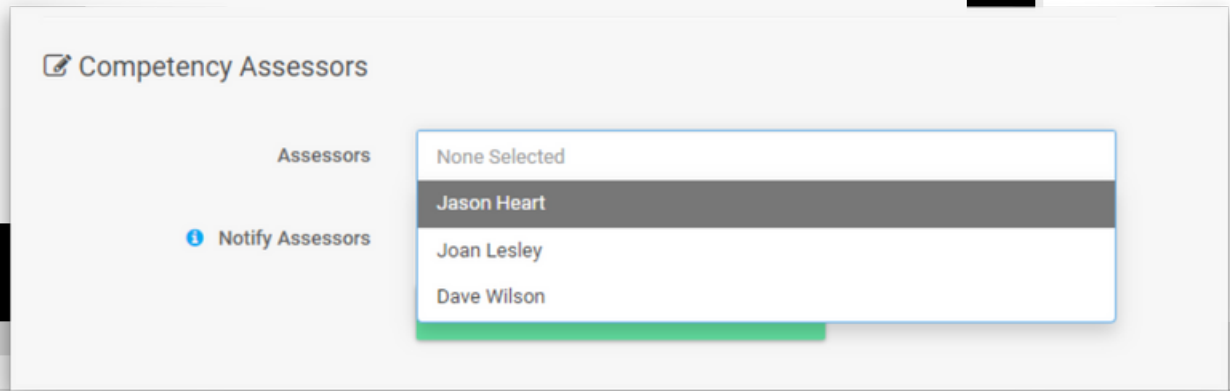 Competency Assessors
Assessors
None Selected
Jason Heart
Notify Assessors
Joan Lesley
Dave Wilson